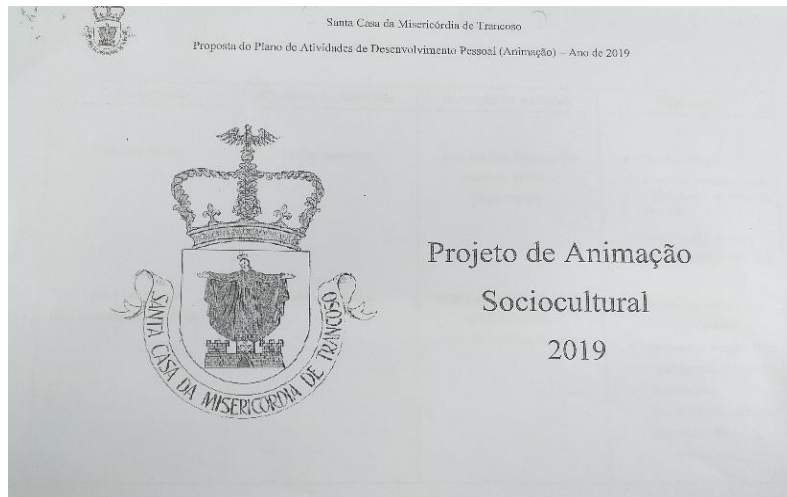 Santa Casa da Misericórdia de Trancoso
Proposta do Plano de Atividades de Desenvolvimento Pessoal (Animação) – Ano de 2019
Projeto de Animação
Sociocultural
2019
SANTA CASA DA MISERICORDIA DE TRANCOSO